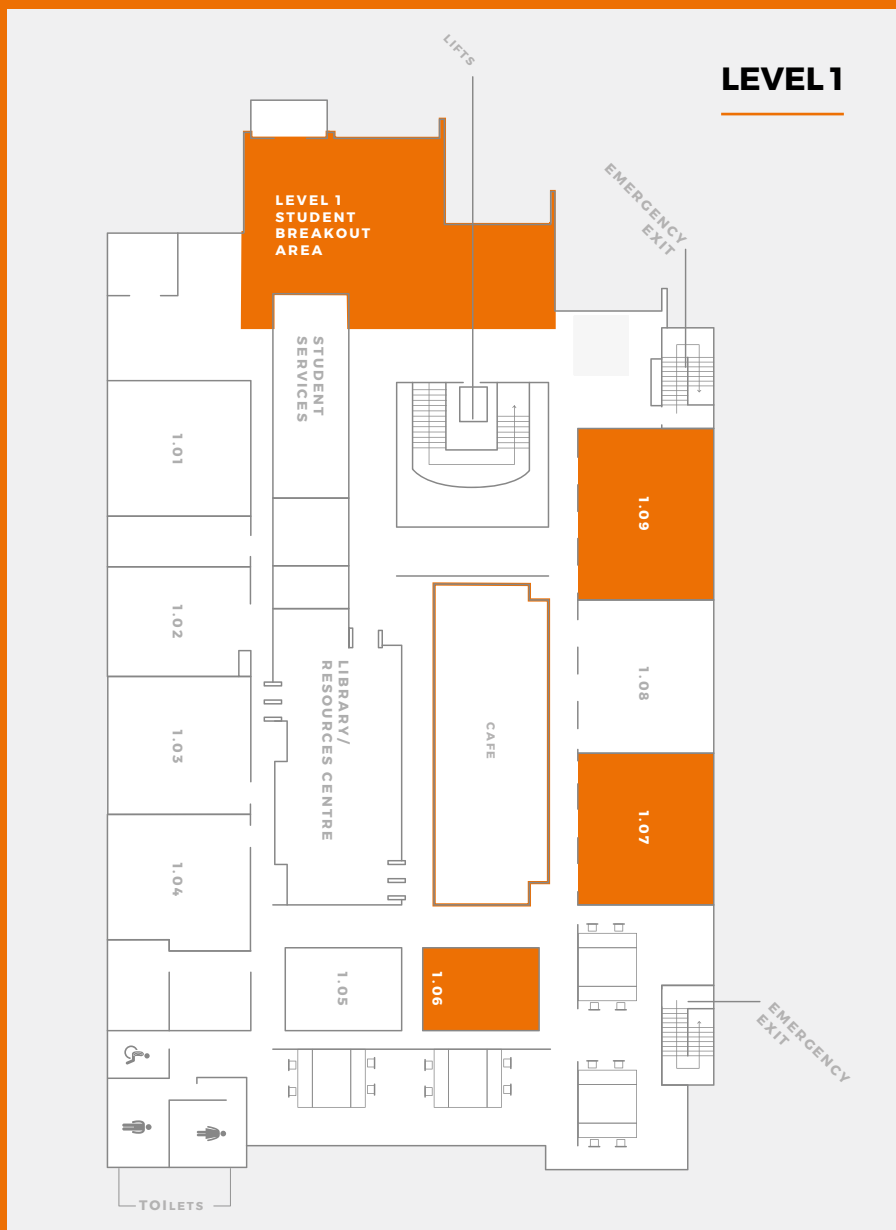 LIFTS
LEVEL 1
EMERGENCY
EXIT
LEVEL 1
STUDENT
BREAKOUT
AREA
STUDENT
SERVICES
1.01
1.09
1.02
LIBRARY/
RESOURCES CENTRE
1.08
1.03
CAFE
1.07
1.04
1.05
1.06
EMERGENCY
EXIT
TOILETS